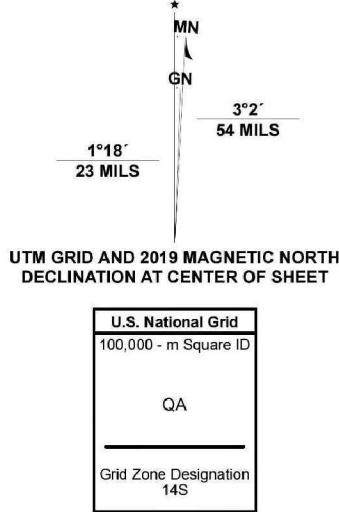 ★
MN
GN
3°2´
54 MILS
1°18´
23 MILS
UTM GRID AND 2019 MAGNETIC NORTH
DECLINATION AT CENTER OF SHEET
U.S. National Grid
100,000 - m Square ID
QA
Grid Zone Designation
14S